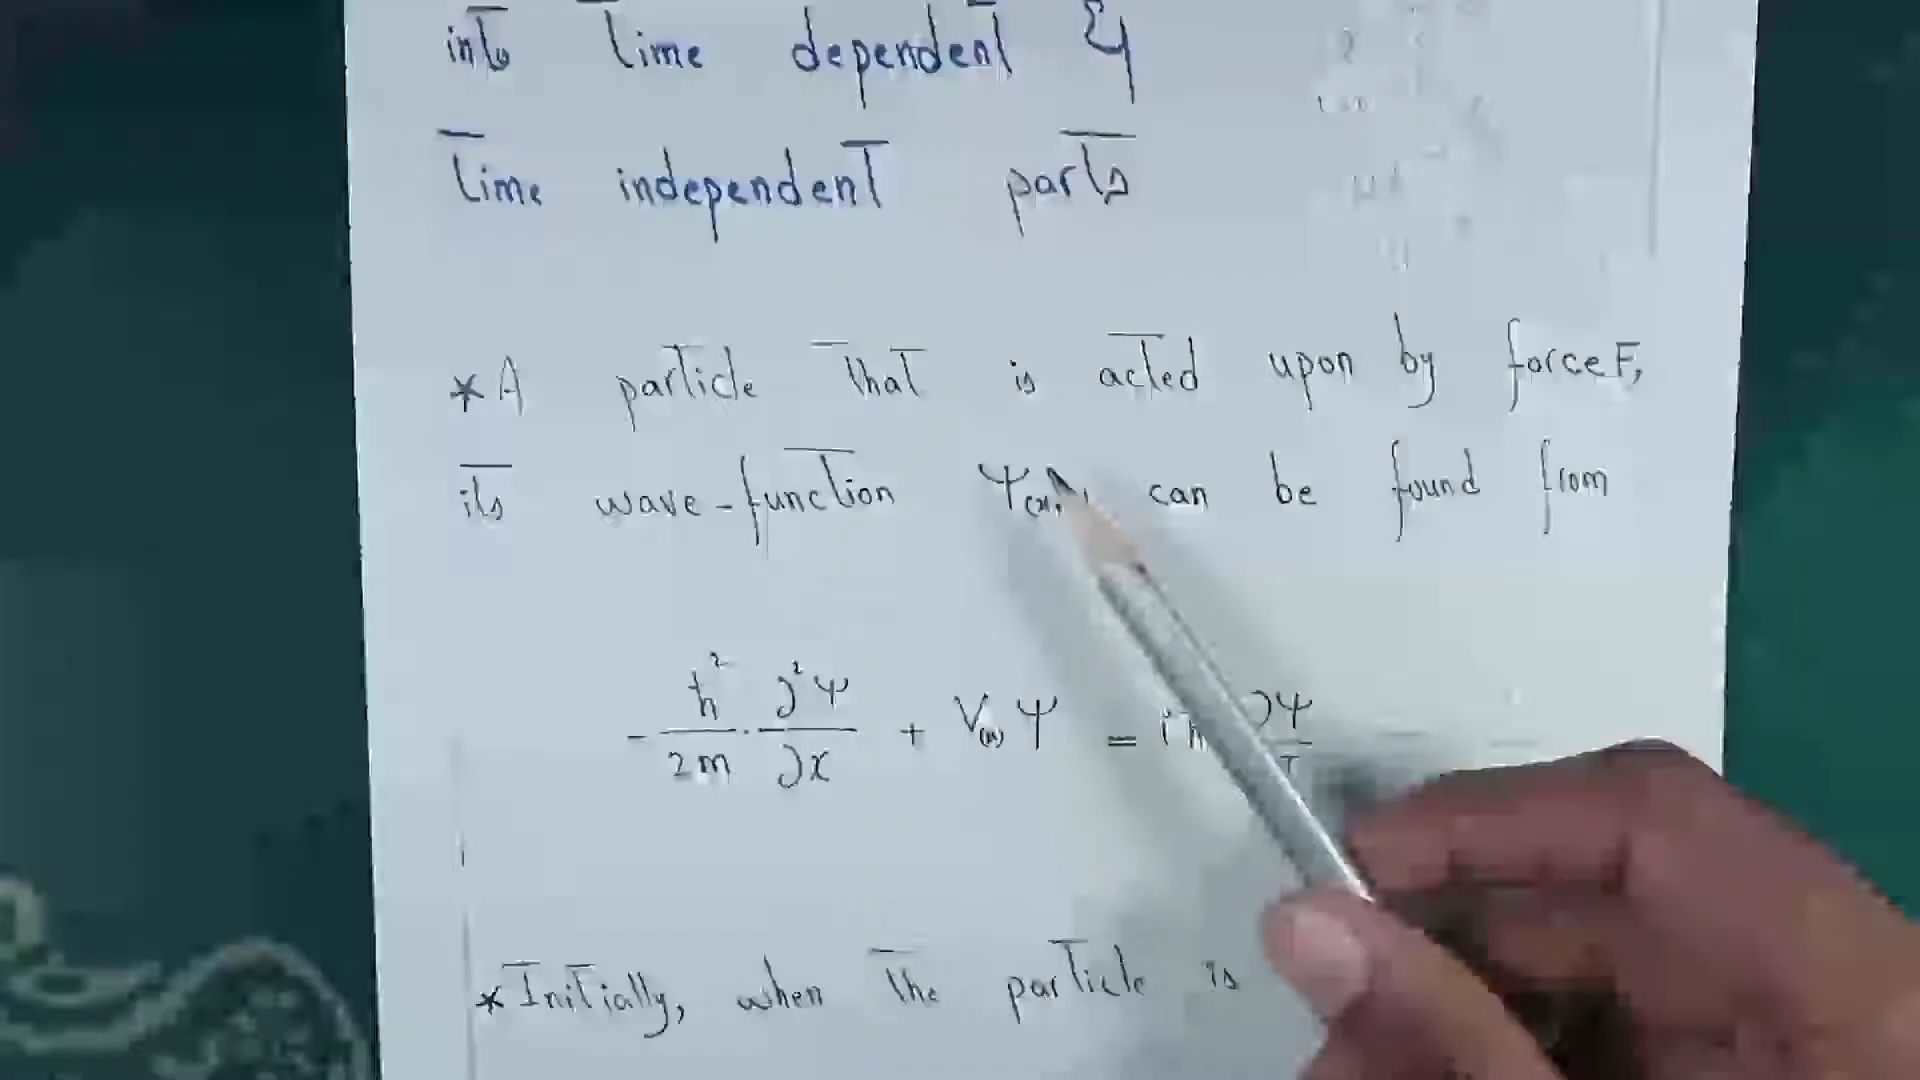 into time dependent &
time independent parts
*A particle that is acted upon by force F,
its wave-function Ψ(x, can be found from
- ħ²/2m · ∂²Ψ/∂x + V(x) Ψ = iħ ∂Ψ/T
*Initially, when the particle is